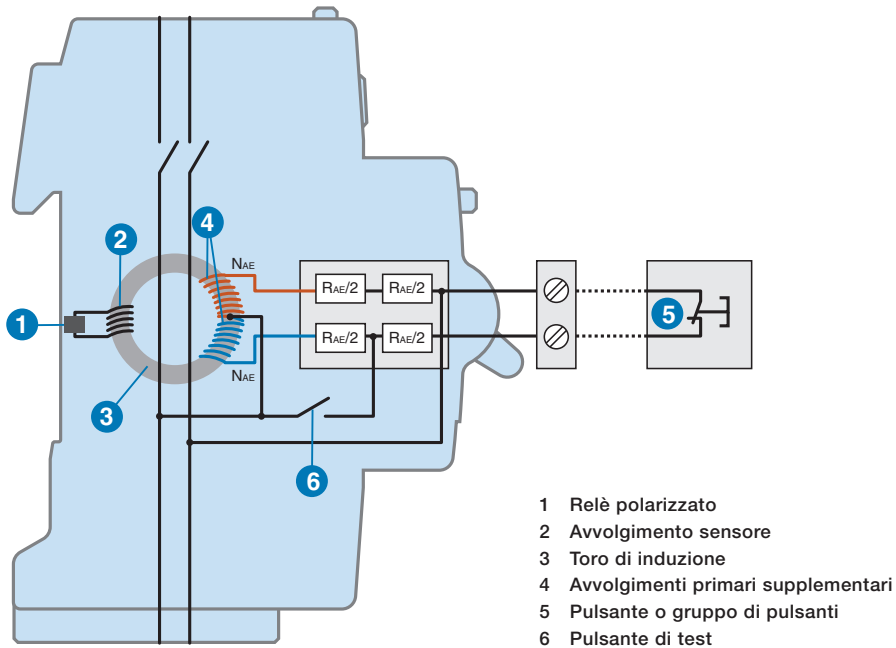 4
2
NAE
RAE/2
RAE/2
1
5
RAE/2
RAE/2
NAE
3
6
1 Relè polarizzato
2 Avvolgimento sensore
3 Toro di induzione
4 Avvolgimenti primari supplementari
5 Pulsante o gruppo di pulsanti
6 Pulsante di test